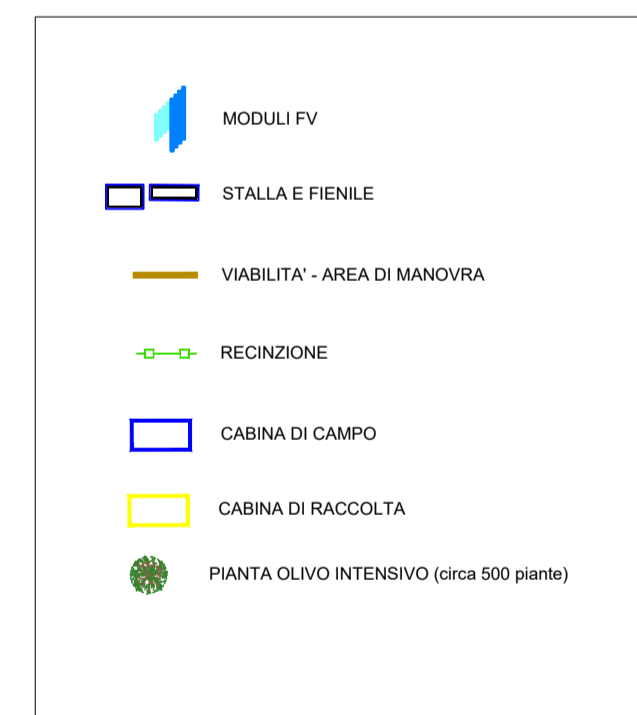 MODULI FV
STALLA E FIENILE
VIABILITA' - AREA DI MANOVRA
RECINZIONE
CABINA DI CAMPO
CABINA DI RACCOLTA
PIANTA OLIVO INTENSIVO (circa 500 piante)